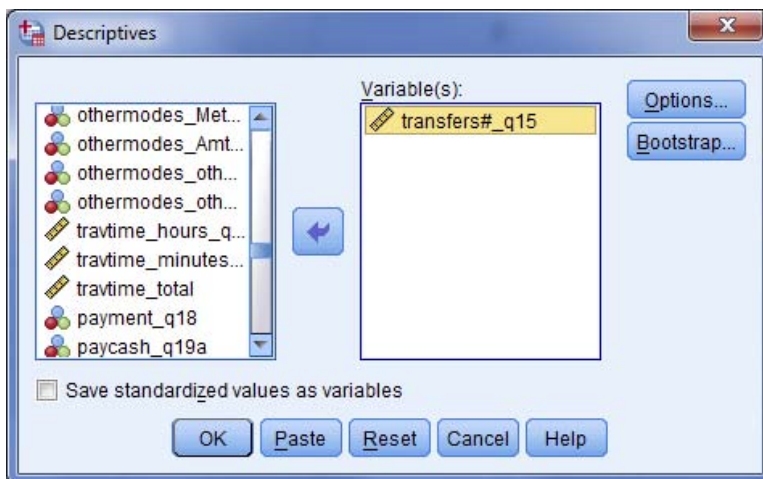 Descriptives
othermodes_Met...
othermodes_Amt...
othermodes_oth...
othermodes_oth...
travtime_hours_q...
travtime_minutes...
travtime_total
payment_q18
paycash_q19a
Variable(s):
transfers#_q15
Options...
Bootstrap...
Save standardized values as variables
OK Paste Reset Cancel Help